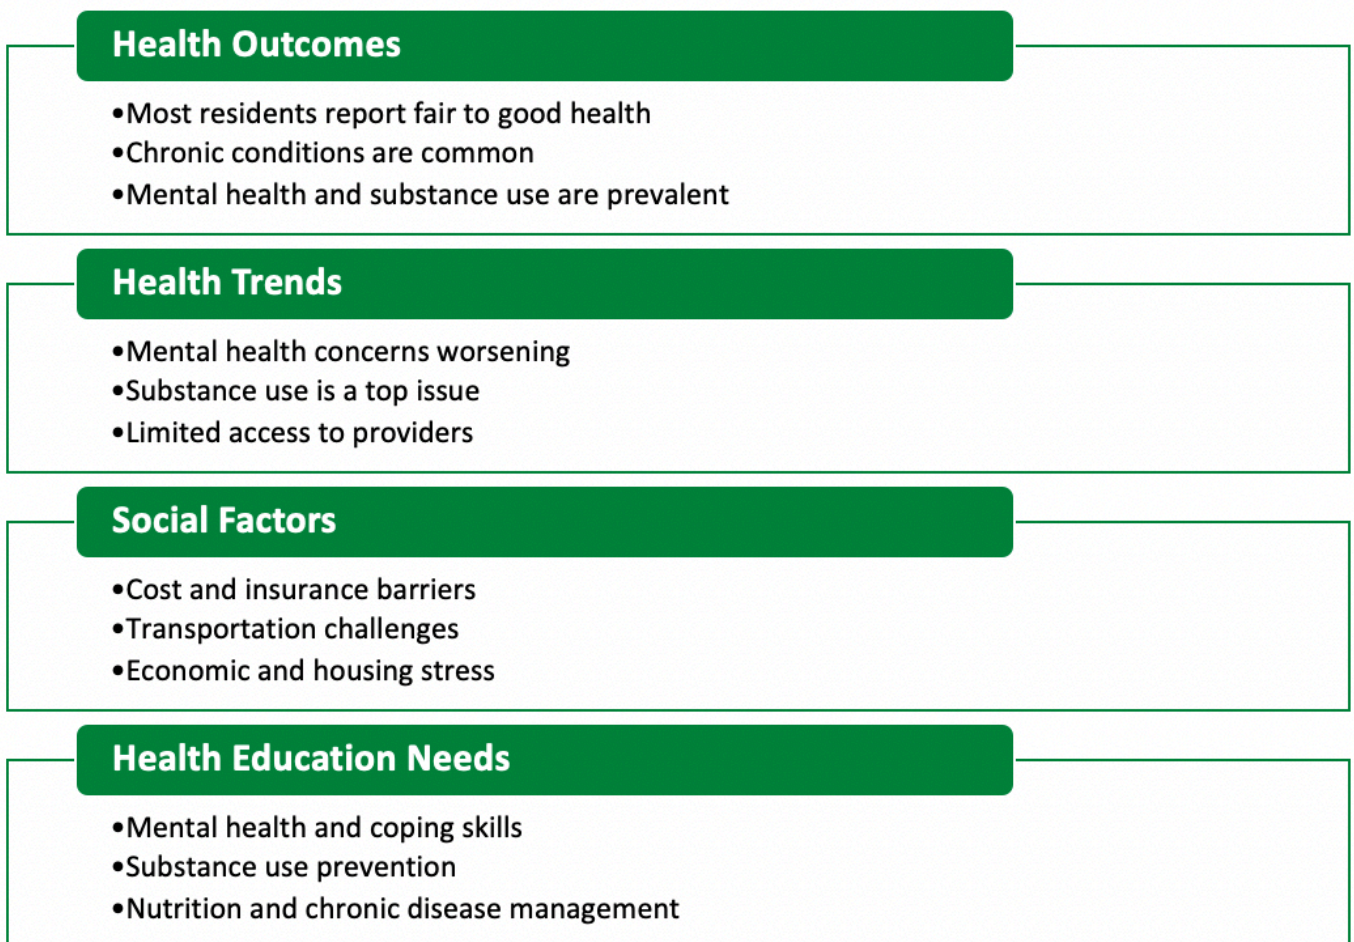 Health Outcomes
•Most residents report fair to good health
•Chronic conditions are common
•Mental health and substance use are prevalent
Health Trends
•Mental health concerns worsening
•Substance use is a top issue
•Limited access to providers
Social Factors
•Cost and insurance barriers
•Transportation challenges
•Economic and housing stress
Health Education Needs
•Mental health and coping skills
•Substance use prevention
•Nutrition and chronic disease management